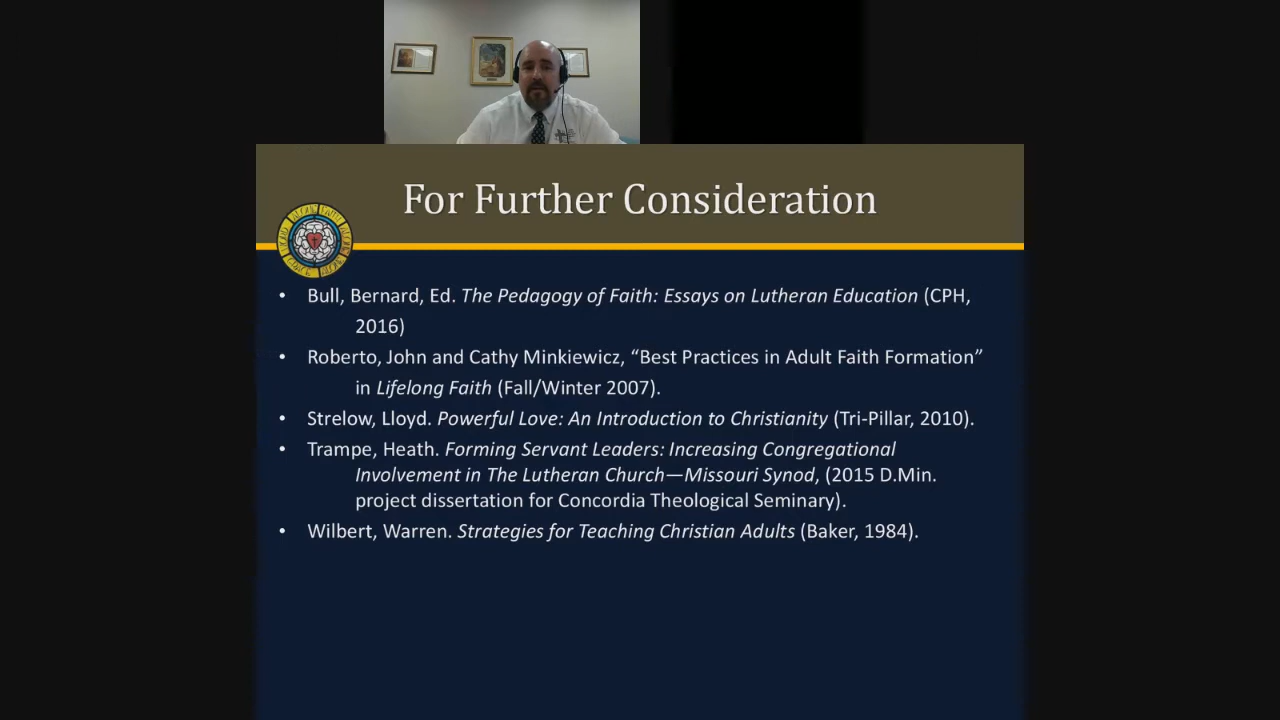 For Further Consideration
• Bull, Bernard, Ed. The Pedagogy of Faith: Essays on Lutheran Education (CPH,
2016)
• Roberto, John and Cathy Minkiewicz, “Best Practices in Adult Faith Formation”
in Lifelong Faith (Fall/Winter 2007).
• Strelow, Lloyd. Powerful Love: An Introduction to Christianity (Tri-Pillar, 2010).
• Trampe, Heath. Forming Servant Leaders: Increasing Congregational
Involvement in The Lutheran Church—Missouri Synod, (2015 D.Min.
project dissertation for Concordia Theological Seminary).
• Wilbert, Warren. Strategies for Teaching Christian Adults (Baker, 1984).